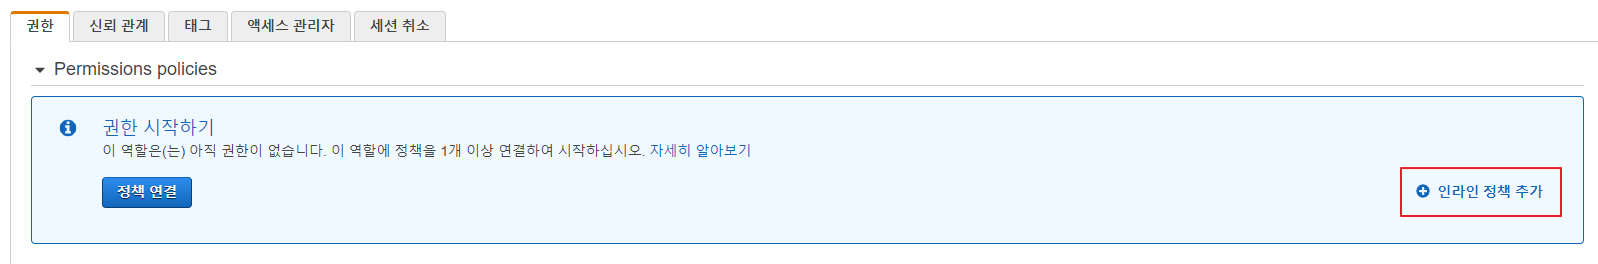 권한 신뢰 관계 태그 액세스 관리자 세션 취소
Permissions policies
권한 시작하기
이 역할은(는) 아직 권한이 없습니다. 이 역할에 정책을 1개 이상 연결하여 시작하십시오. 자세히 알아보기
정책 연결 인라인 정책 추가